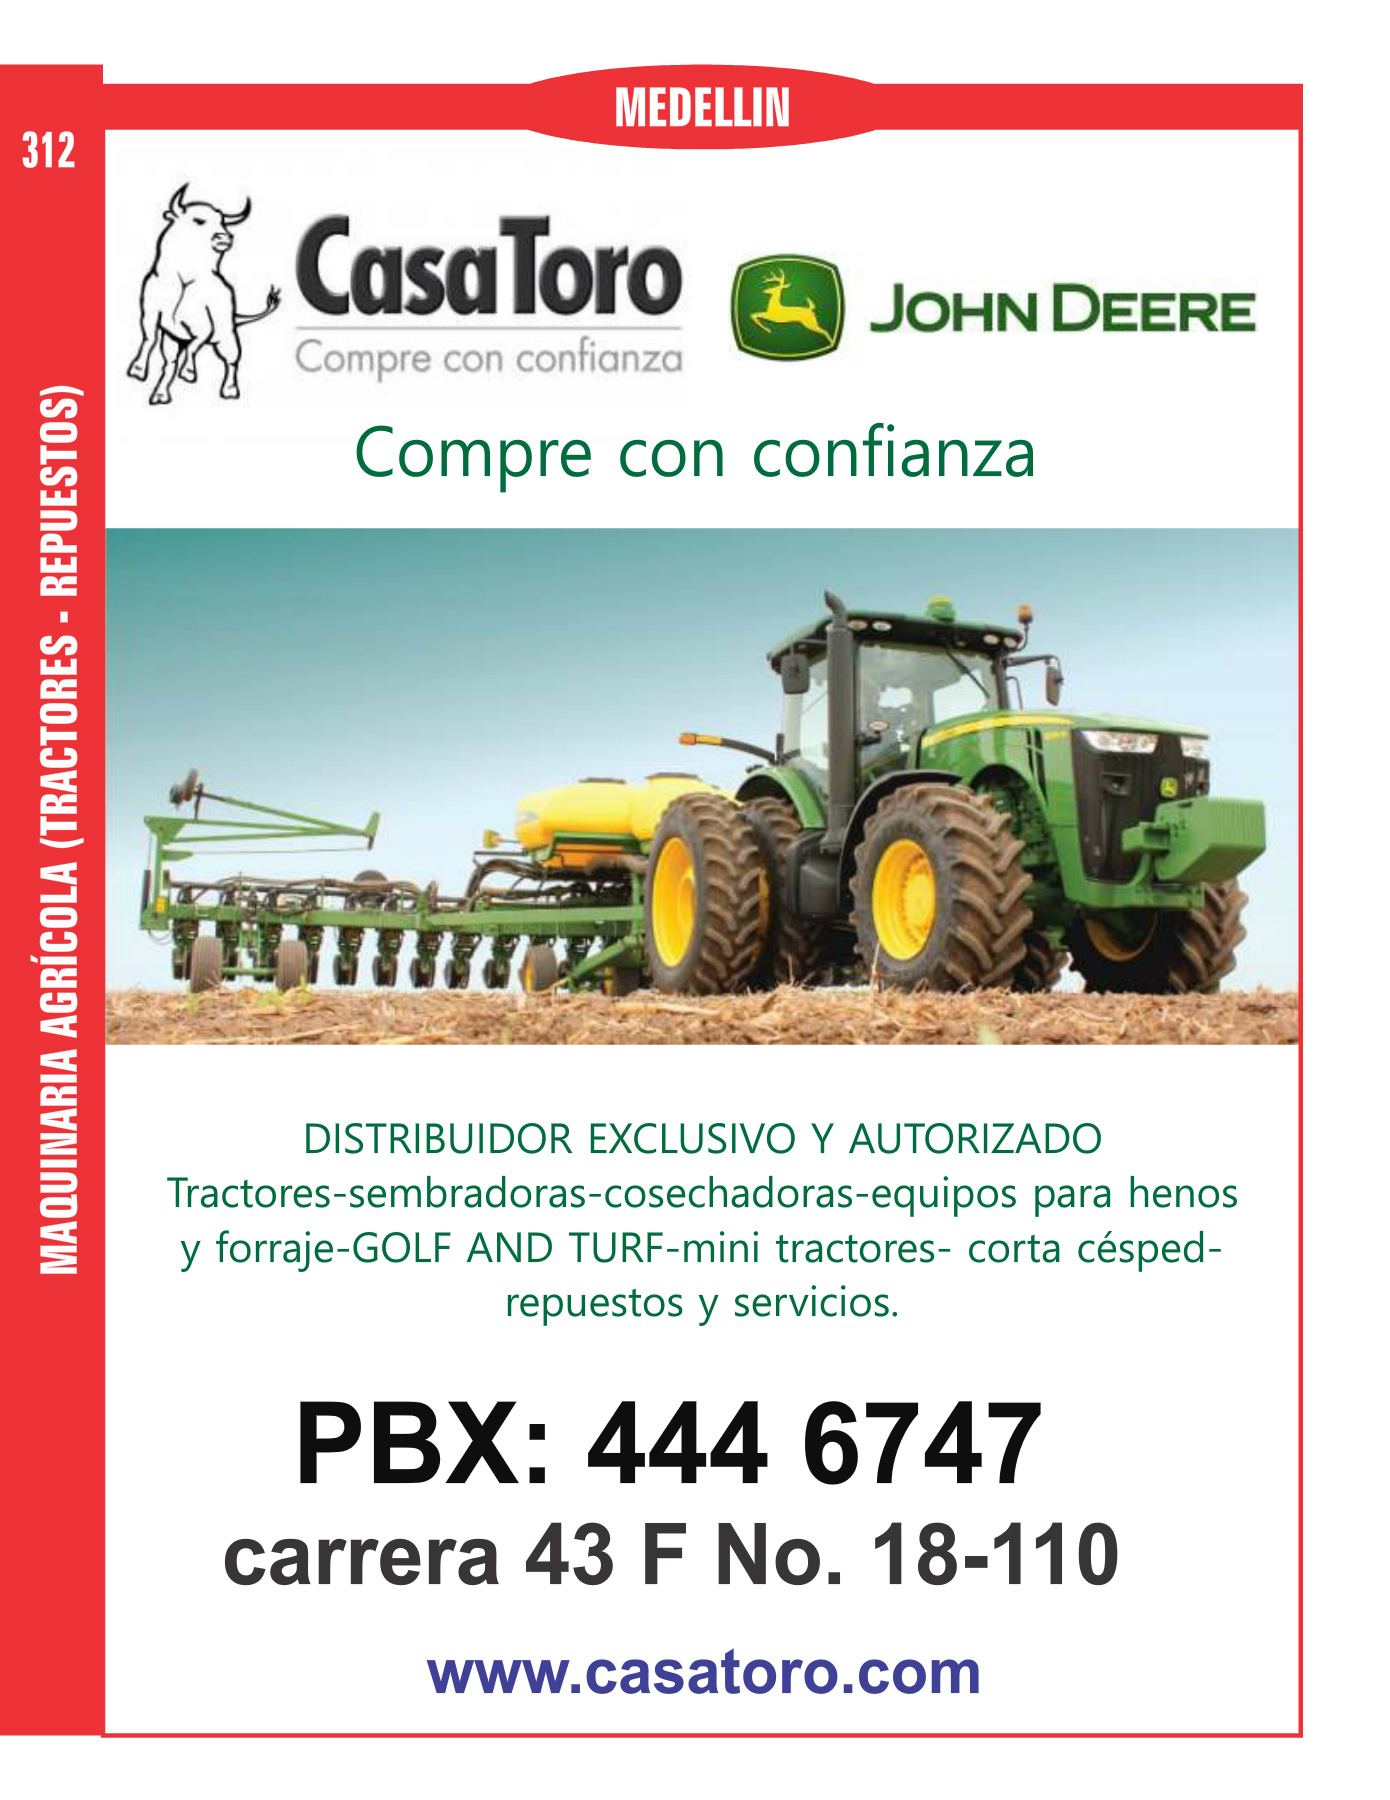 MEDELLIN
312
MAQUINARIA AGRÍCOLA (TRACTORES - REPUESTOS)
CasaToro
Compre con confianza
JOHN DEERE
Compre con confianza
DISTRIBUIDOR EXCLUSIVO Y AUTORIZADO
Tractores-sembradoras-cosechadoras-equipos para henos
y forraje-GOLF AND TURF-mini tractores- corta césped-
repuestos y servicios.
PBX: 444 6747
carrera 43 F No. 18-110
www.casatoro.com